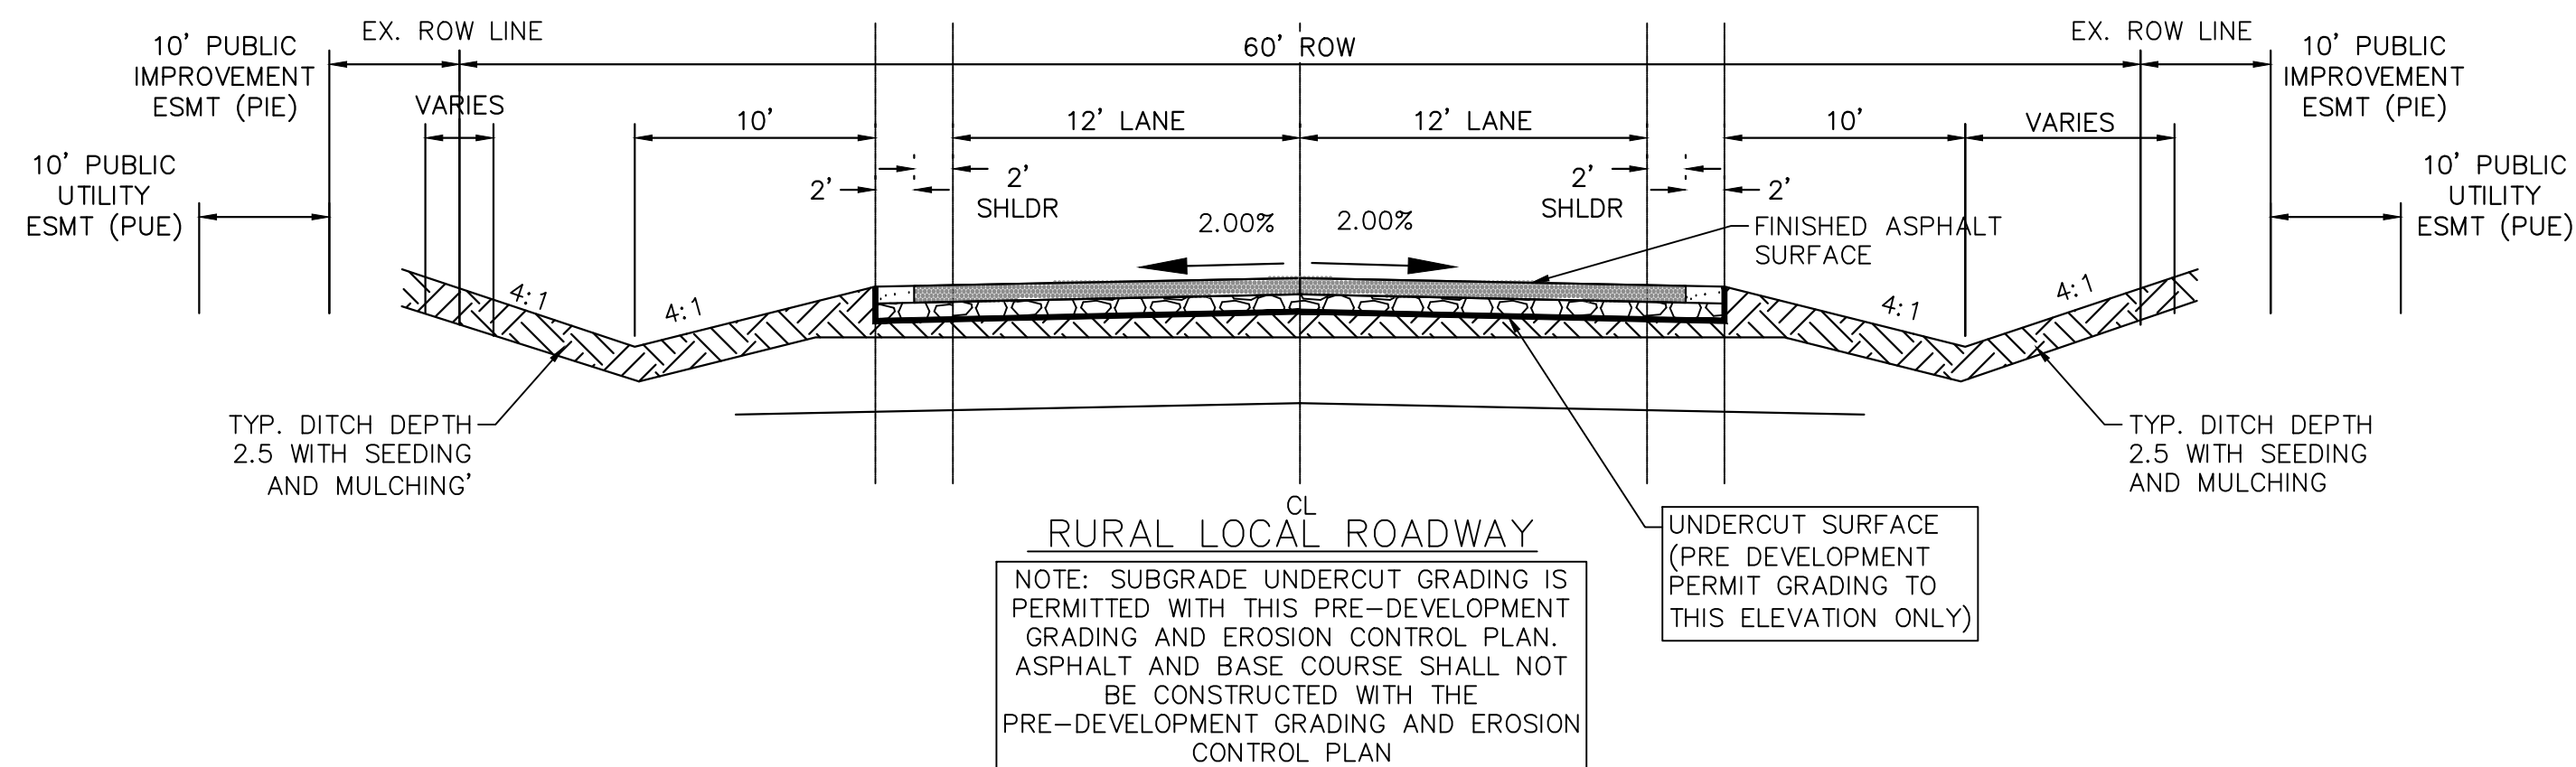 EX. ROW LINE
60' ROW
EX. ROW LINE
10' PUBLIC
IMPROVEMENT
ESMT (PIE)
10' PUBLIC
IMPROVEMENT
ESMT (PIE)
VARIES
10'
12' LANE
12' LANE
10'
VARIES
10' PUBLIC
UTILITY
ESMT (PUE)
2'
2'
SHLDR
2'
SHLDR
2'
10' PUBLIC
UTILITY
ESMT (PUE)
2.00%
2.00%
FINISHED ASPHALT
SURFACE
4:1
4:1
4:1
4:1
TYP. DITCH DEPTH
2.5 WITH SEEDING
AND MULCHING'
TYP. DITCH DEPTH
2.5 WITH SEEDING
AND MULCHING
CL
RURAL LOCAL ROADWAY
UNDERCUT SURFACE
(PRE DEVELOPMENT
PERMIT GRADING TO
THIS ELEVATION ONLY)
NOTE: SUBGRADE UNDERCUT GRADING IS
PERMITTED WITH THIS PRE-DEVELOPMENT
GRADING AND EROSION CONTROL PLAN.
ASPHALT AND BASE COURSE SHALL NOT
BE CONSTRUCTED WITH THE
PRE-DEVELOPMENT GRADING AND EROSION
CONTROL PLAN